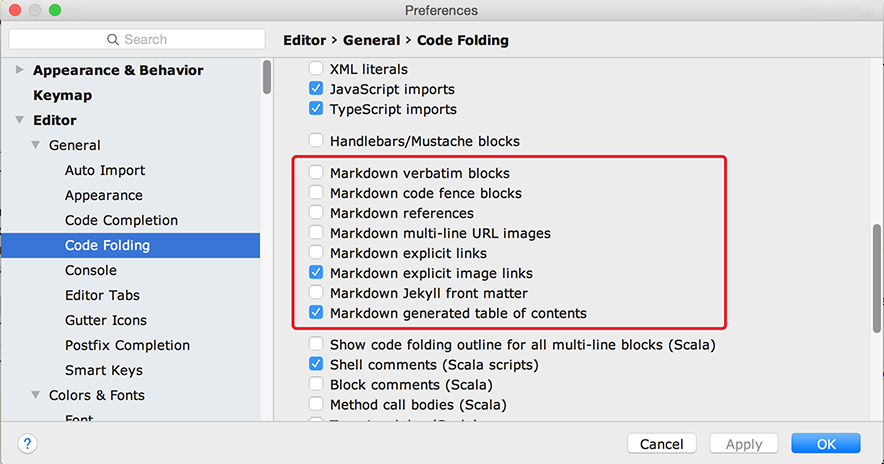 Preferences
Search
Editor › General › Code Folding
Appearance & Behavior
Keymap
Editor
General
Auto Import
Appearance
Code Completion
Code Folding
Console
Editor Tabs
Gutter Icons
Postfix Completion
Smart Keys
Colors & Fonts
Font
XML literals
JavaScript imports
TypeScript imports
Handlebars/Mustache blocks
Markdown verbatim blocks
Markdown code fence blocks
Markdown references
Markdown multi-line URL images
Markdown explicit links
Markdown explicit image links
Markdown Jekyll front matter
Markdown generated table of contents
Show code folding outline for all multi-line blocks (Scala)
Shell comments (Scala scripts)
Block comments (Scala)
Method call bodies (Scala)
?
Cancel
Apply
OK